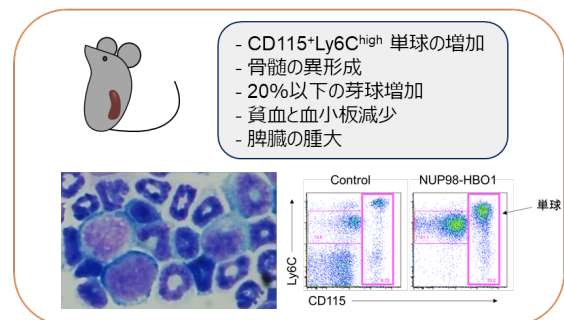 - CD115+Ly6Chigh 単球の増加
- 骨髄の異形成
- 20%以下の芽球増加
- 貧血と血小板減少
- 脾臓の腫大
Control
NUP98-HBO1
単球
Ly6C
CD115